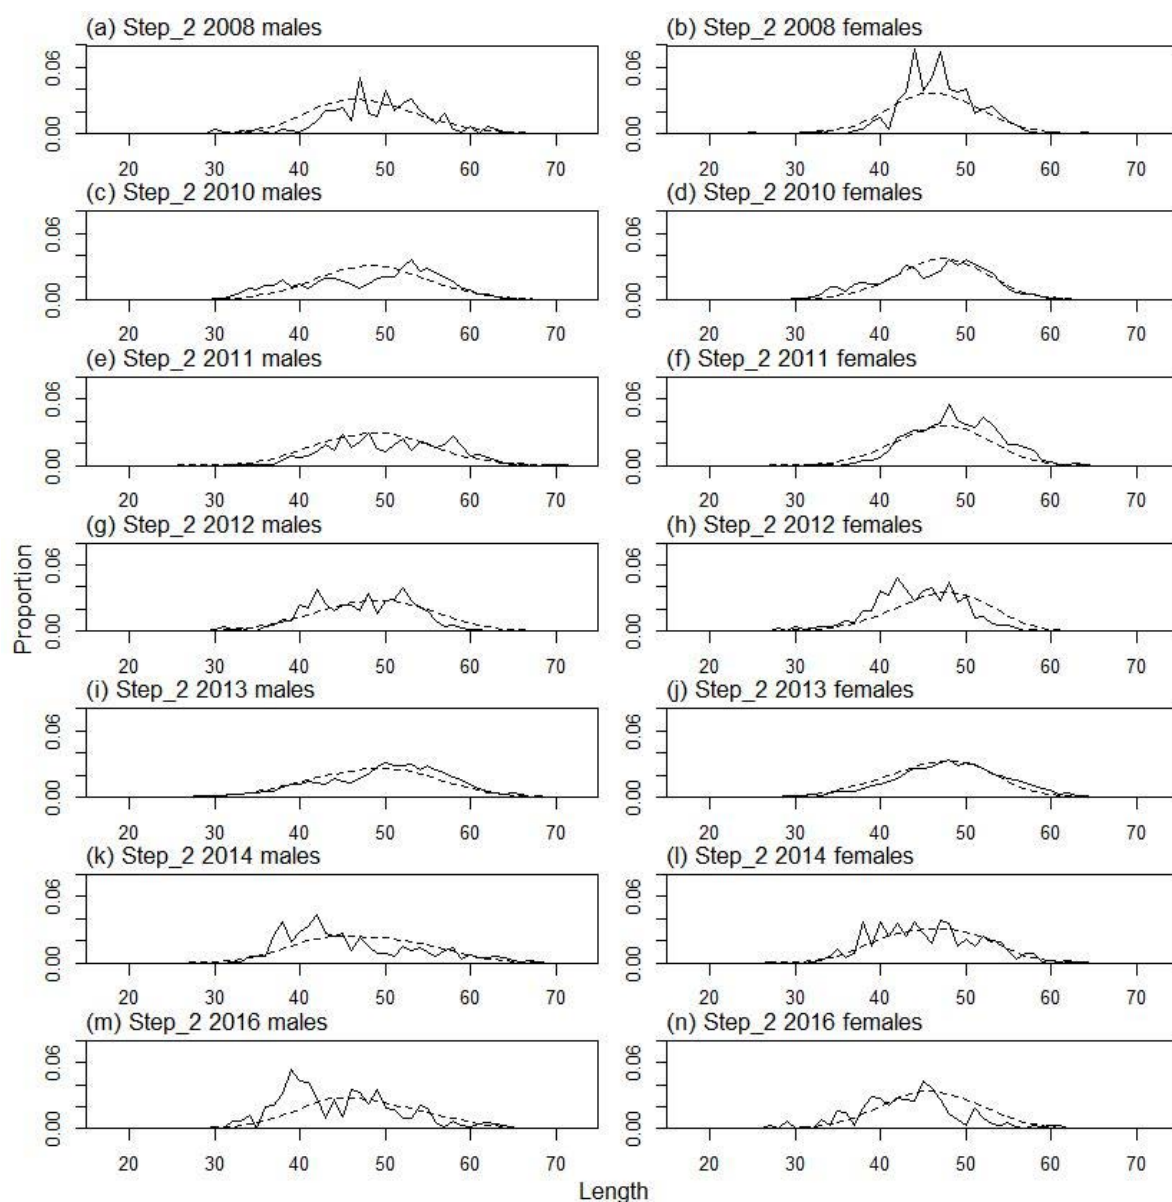 (a) Step_2 2008 males
(b) Step_2 2008 females
0.00 0.06
0.00 0.06
20 30 40 50 60 70
20 30 40 50 60 70
(c) Step_2 2010 males
(d) Step_2 2010 females
0.00 0.06
0.00 0.06
20 30 40 50 60 70
20 30 40 50 60 70
(e) Step_2 2011 males
(f) Step_2 2011 females
0.00 0.06
0.00 0.06
20 30 40 50 60 70
20 30 40 50 60 70
(g) Step_2 2012 males
(h) Step_2 2012 females
0.00 0.06
0.00 0.06
20 30 40 50 60 70
20 30 40 50 60 70
Proportion
(i) Step_2 2013 males
(j) Step_2 2013 females
0.00 0.06
0.00 0.06
20 30 40 50 60 70
20 30 40 50 60 70
(k) Step_2 2014 males
(l) Step_2 2014 females
0.00 0.06
0.00 0.06
20 30 40 50 60 70
20 30 40 50 60 70
(m) Step_2 2016 males
(n) Step_2 2016 females
0.00 0.06
0.00 0.06
20 30 40 50 60 70
20 30 40 50 60 70
Length